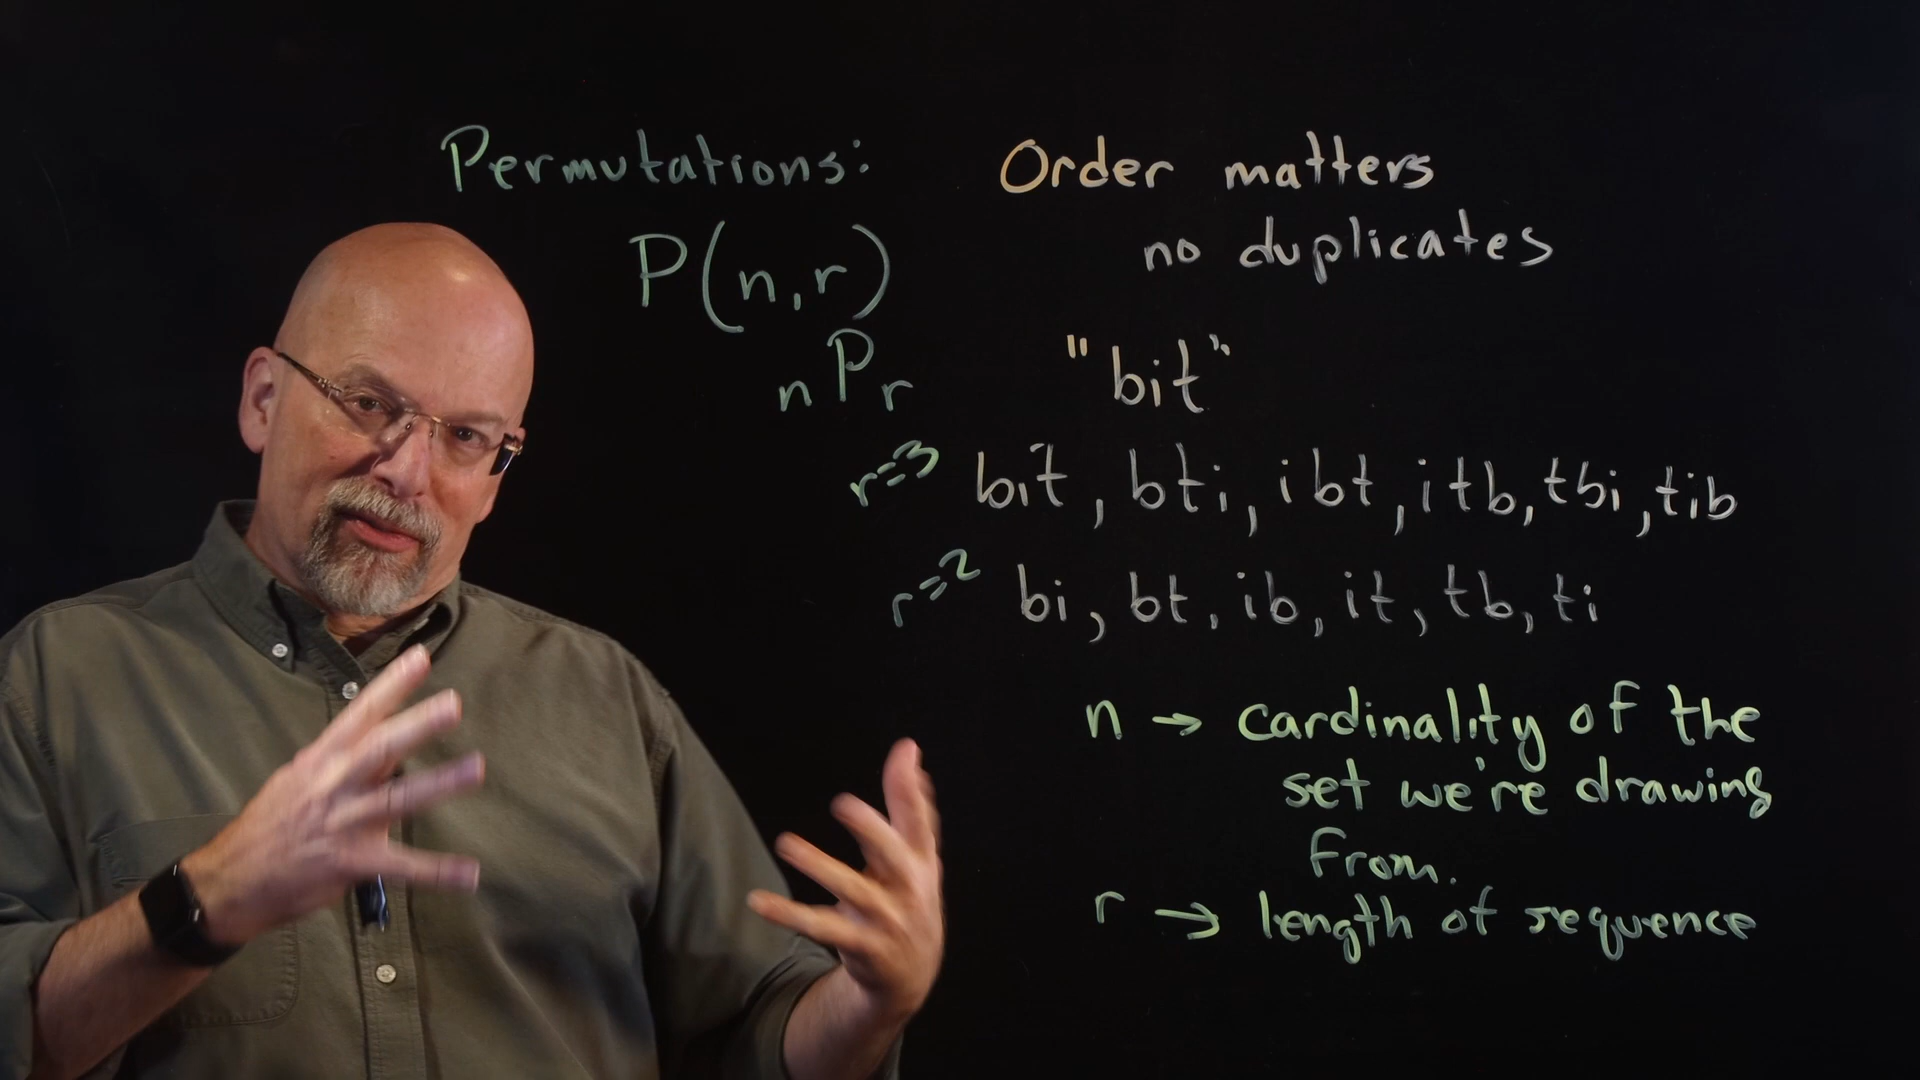 Permutations: Order matters
P(n,r) no duplicates
nPr "bit"
r=3 bit, bti, ibt, itb, tbi, tib
r=2 bi, bt, ib, it, tb, ti
n → cardinality of the
set we're drawing
from.
r → length of sequence